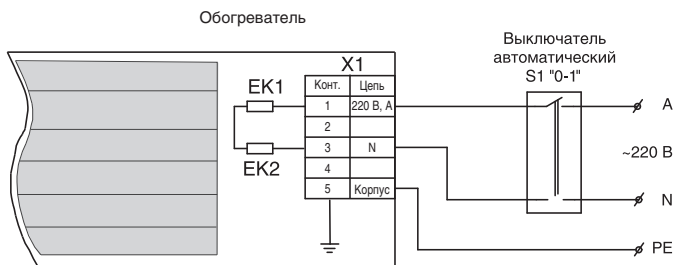 Обогреватель
Выключатель
автоматический
S1 "0-1"
X1
EK1
EK2
Конт. Цепь
1 220 В, А
2
3 N
4
5 Корпус
A
~220 В
N
PE